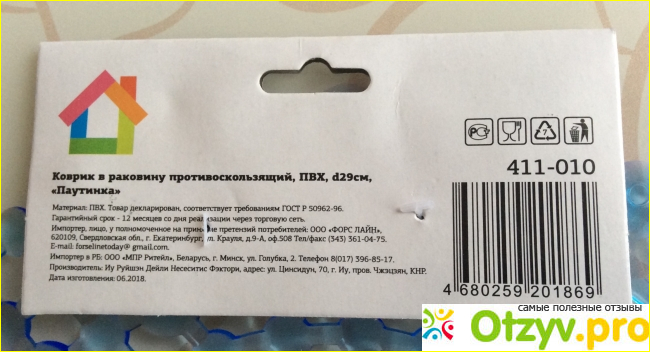 Коврик в раковину противоскользящий, ПВХ, d29см,
«Паутинка»
Материал: ПВХ. Товар декларирован, соответствует требованиям ГОСТ Р 50962-96.
Гарантийный срок - 12 месяцев со дня реализации через торговую сеть.
Импортер, лицо, уполномоченное на принятие претензий потребителей: ООО «ФОРС ЛАЙН»,
620109, Свердловская обл., г. Екатеринбург, ул. Крауля, д.9-А, оф.508 Тел/факс (343) 361-04-75.
E-mail: forselinetoday@ gmail.com.
Импортер в РБ: ООО «МПР Ритейл», Беларусь, г. Минск, ул. Голубка, 2. Телефон 8(017) 396-85-17.
Производитель: Иу Руйшэн Дейли Несеситис Фэктори, адрес: ул. Цинсидун, 70, г. Иу, пров. Чжэцзян, КНР.
Дата изготовления: 06.2018.
411-010
4 680259 201869
самые полезные отзывы
Otzyv.pro